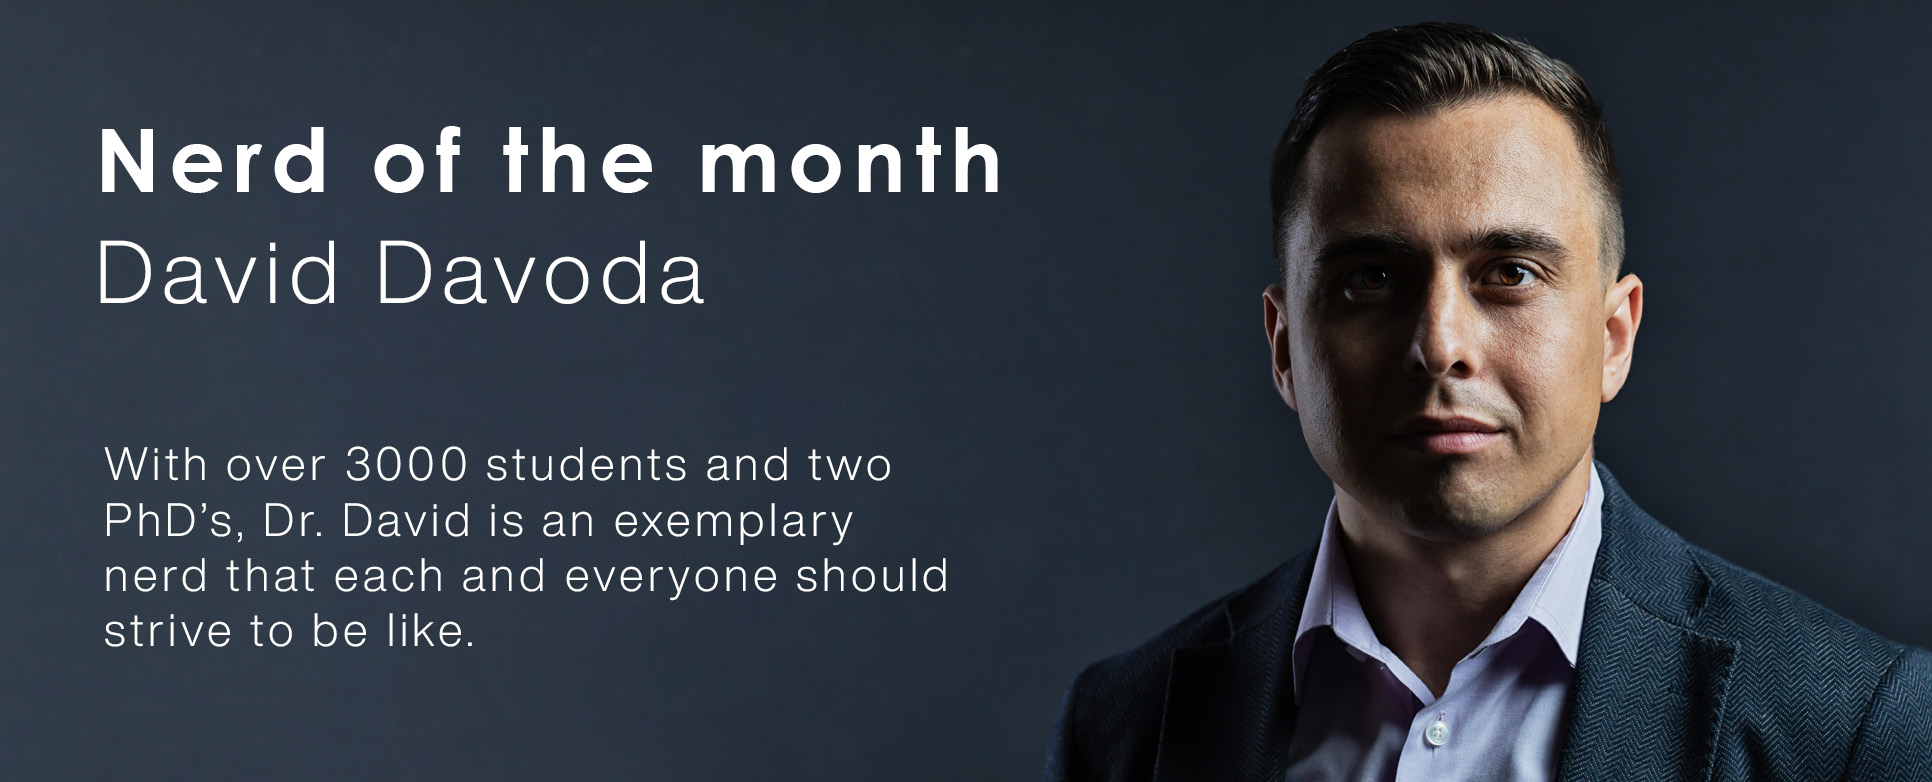 Nerd of the month
David Davoda
With over 3000 students and two
PhD’s, Dr. David is an exemplary
nerd that each and everyone should
strive to be like.